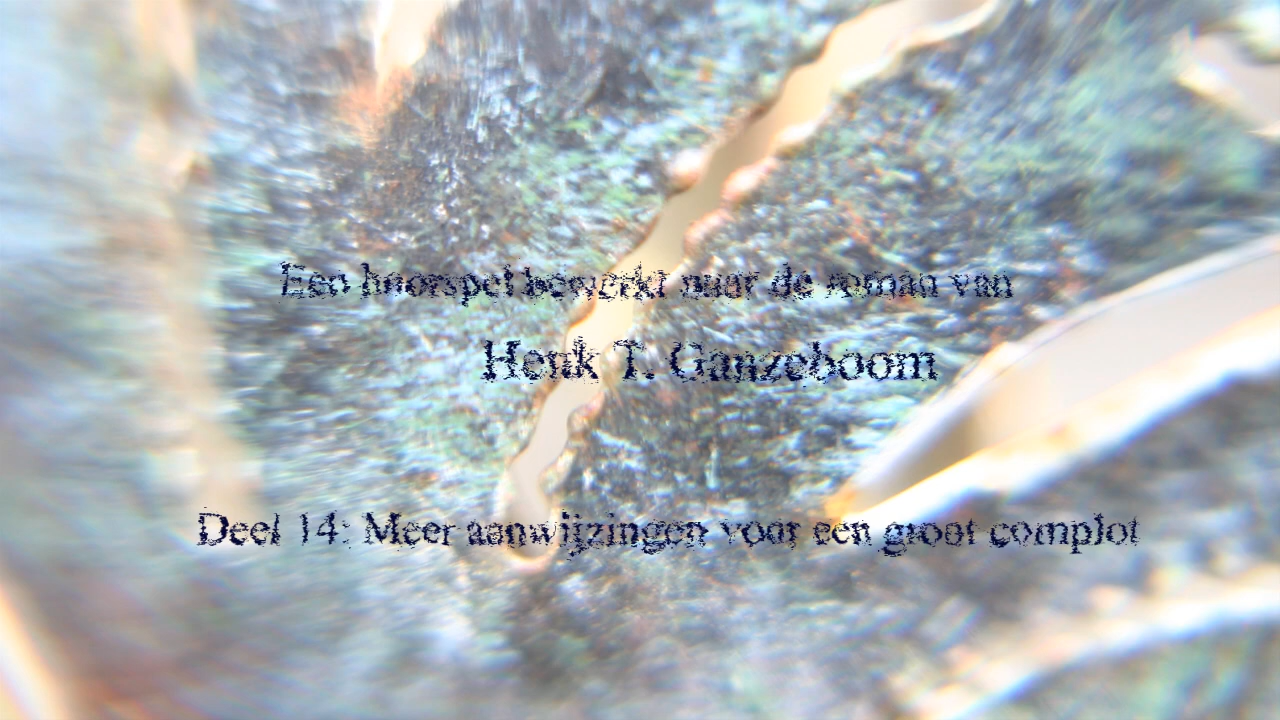 Een hoorspel bewerkt naar de roman van
Henk T. Ganzeboom
Deel 14: Meer aanwijzingen voor een groot complot